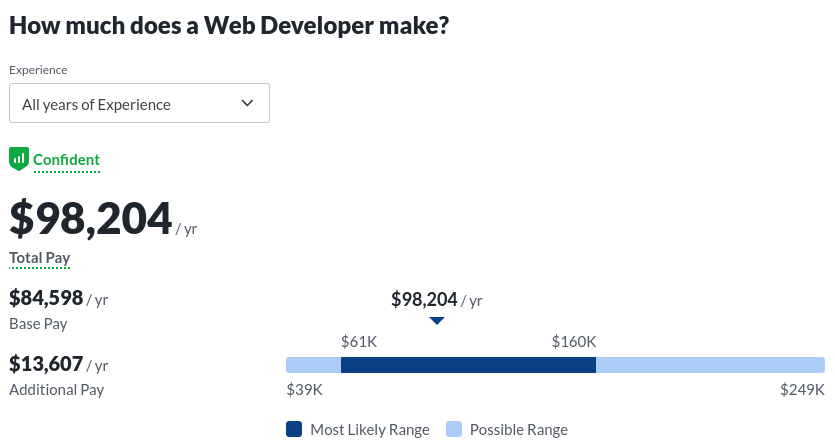 How much does a Web Developer make?
Experience
All years of Experience
Confident
$98,204 / yr
Total Pay
$84,598 / yr
Base Pay
$13,607 / yr
Additional Pay
$98,204 / yr
$61K $160K
$39K $249K
Most Likely Range Possible Range